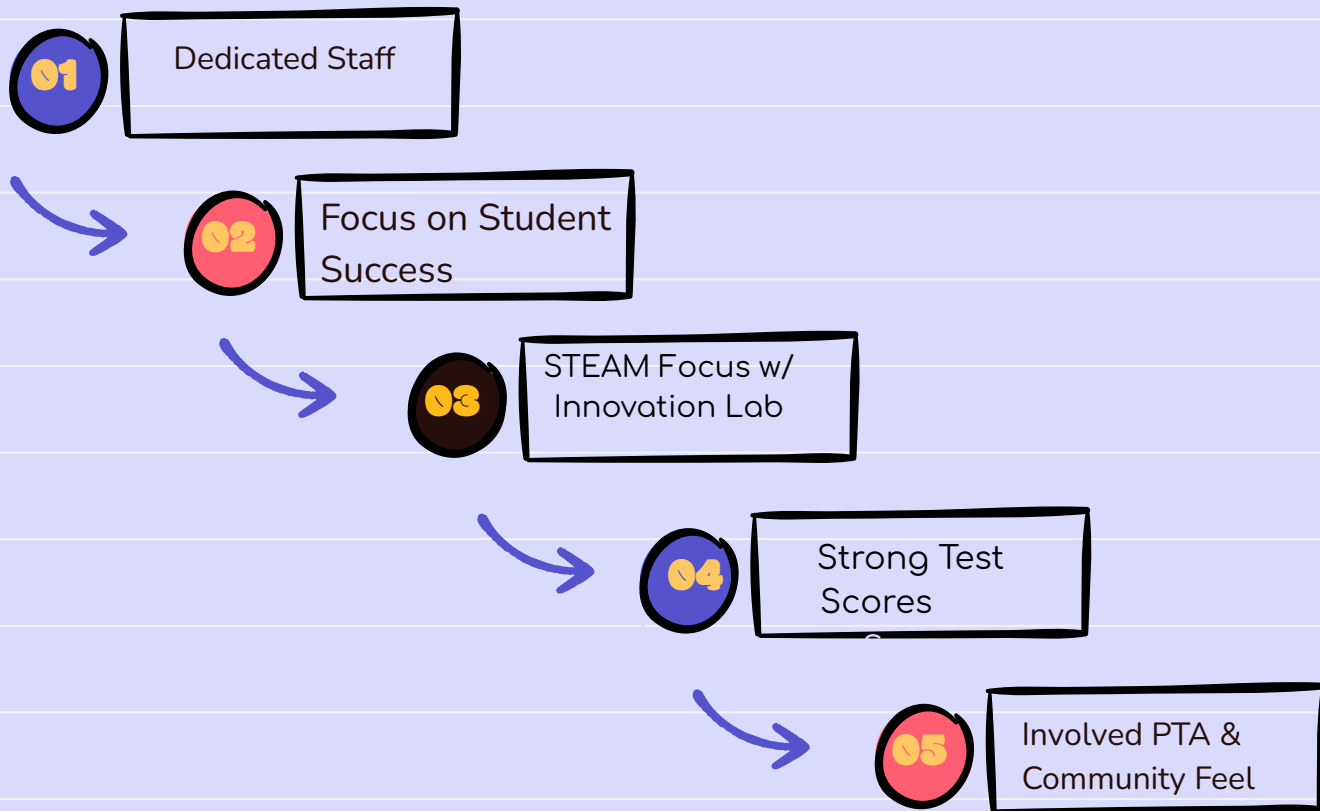 01
Dedicated Staff
02
Focus on Student
Success
03
STEAM Focus w/
Innovation Lab
04
Strong Test
Scores
05
Involved PTA &
Community Feel